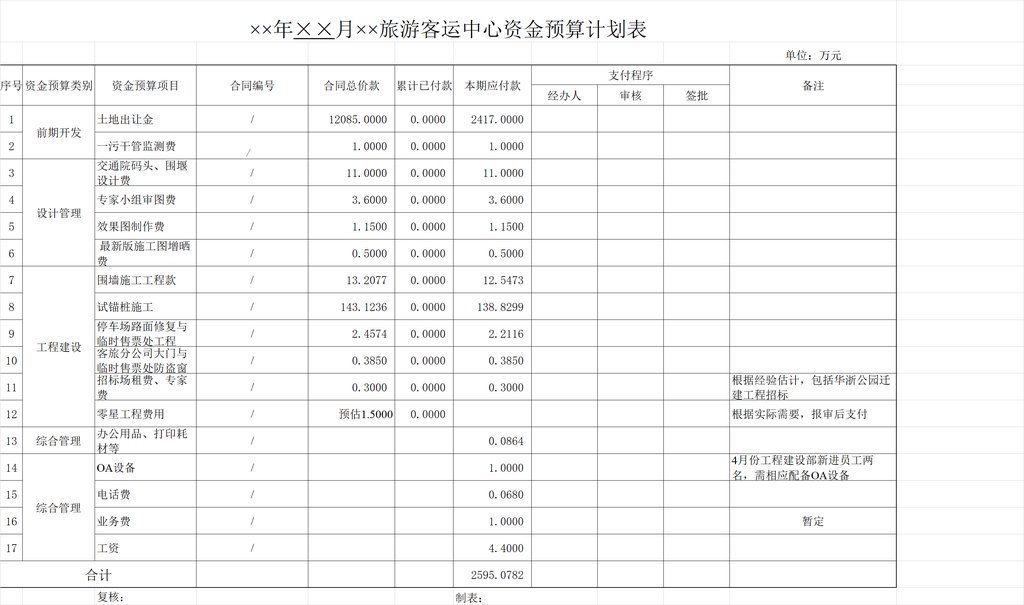 ××年××月××旅游客运中心资金预算计划表
单位：万元
序号 资金预算类别 资金预算项目 合同编号 合同总价款 累计已付款 本期应付款 支付程序 备注
经办人 审核 签批
1 前期开发 土地出让金 / 12085.0000 0.0000 2417.0000
2 一污干管监测费 / 1.0000 0.0000 1.0000
3 交通院码头、围堰
设计费 / 11.0000 0.0000 11.0000
4 设计管理 专家小组审图费 / 3.6000 0.0000 3.6000
5 效果图制作费 / 1.1500 0.0000 1.1500
6 最新版施工图增晒
费 / 0.5000 0.0000 0.5000
7 围墙施工工程款 / 13.2077 0.0000 12.5473
8 试锚桩施工 / 143.1236 0.0000 138.8299
9 工程建设 停车场路面修复与
临时售票处工程 / 2.4574 0.0000 2.2116
10 客旅分公司大门与
临时售票处防盗窗 / 0.3850 0.0000 0.3850
11 招标场租费、专家
费 / 0.3000 0.0000 0.3000 根据经验估计，包括华浙公园迁
建工程招标
12 零星工程费用 / 预估1.5000 0.0000 根据实际需要，报审后支付
13 综合管理 办公用品、打印耗
材等 / 0.0864
14 OA设备 / 1.0000 4月份工程建设部新进员工两
名，需相应配备OA设备
15 综合管理 电话费 / 0.0680
16 业务费 / 1.0000 暂定
17 工资 / 4.4000
合计 2595.0782
复核： 制表：